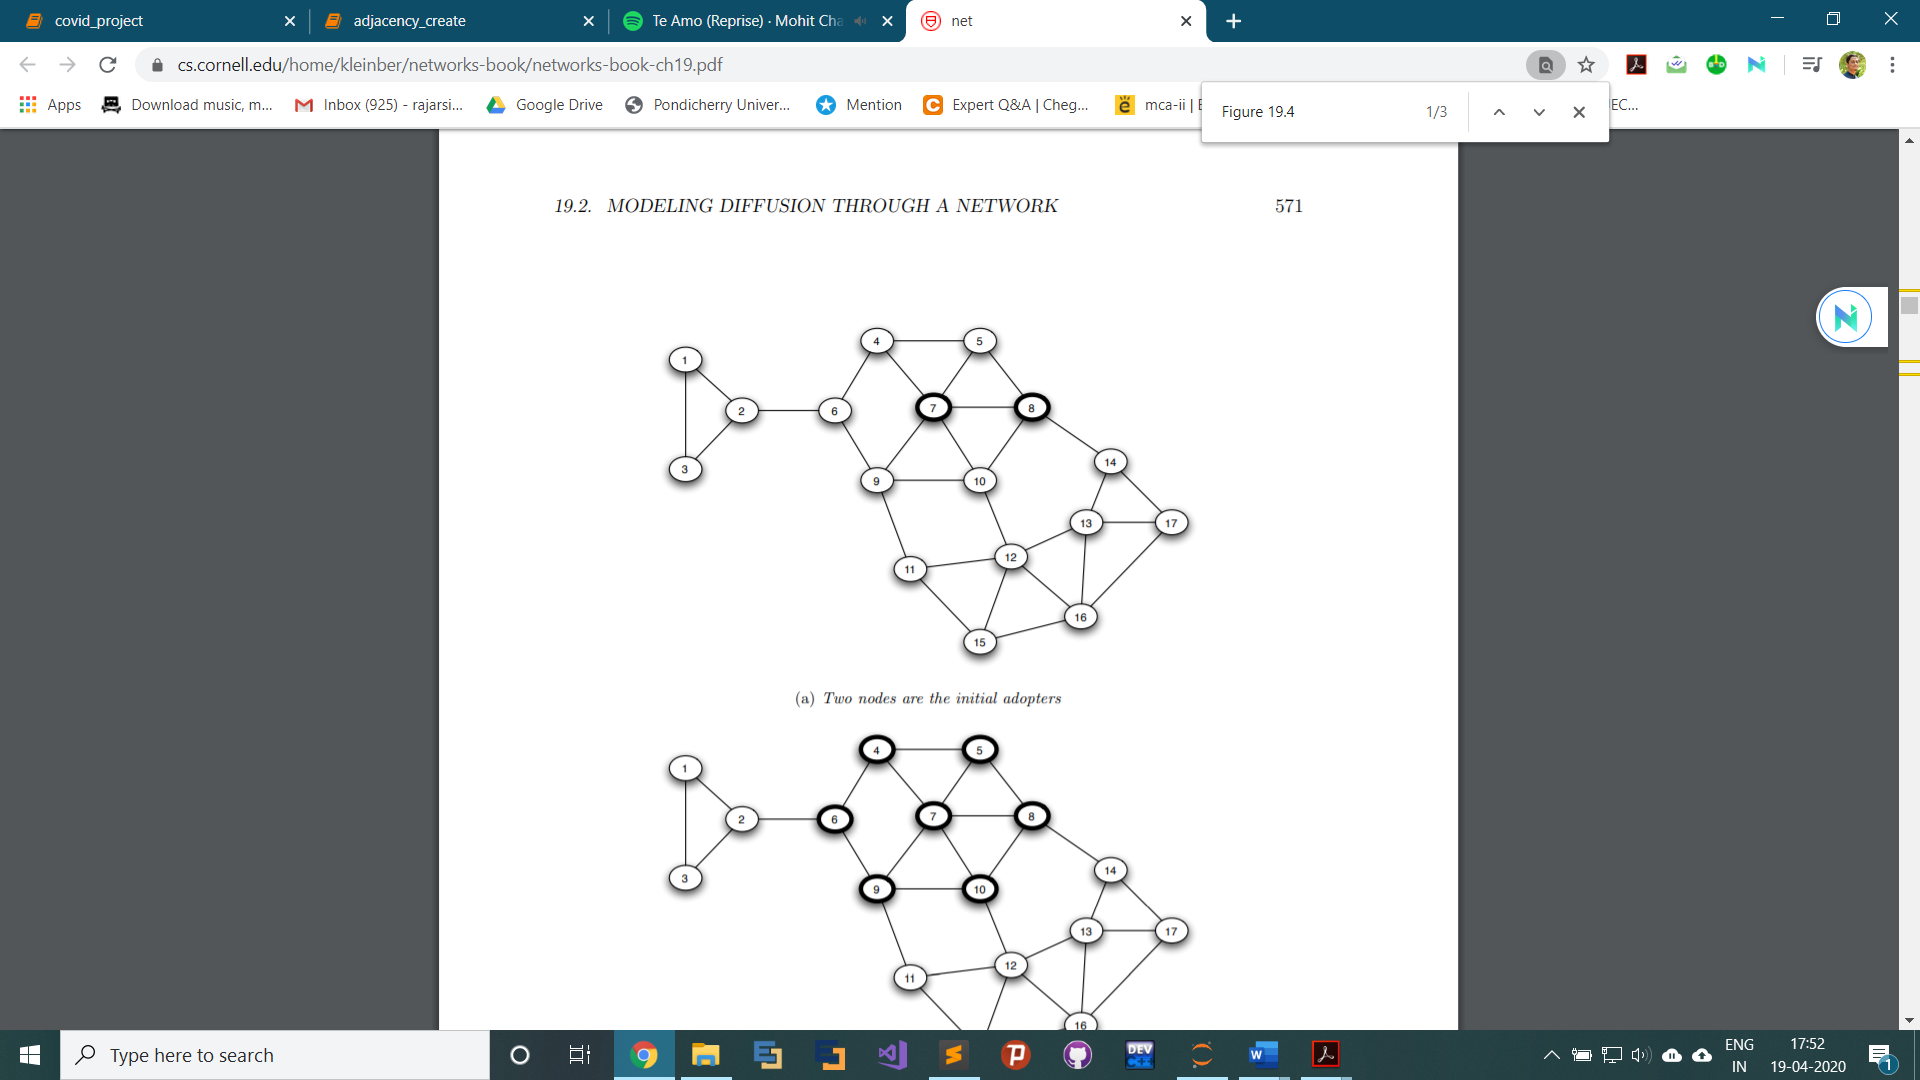 covid_project
adjacency_create
Te Amo (Reprise) · Mohit Cha
net
cs.cornell.edu/home/kleinber/networks-book/networks-book-ch19.pdf
Apps
Download music, m...
Inbox (925) - rajarsi...
Google Drive
Pondicherry Univer...
Mention
Expert Q&A | Cheg...
mca-ii | E
EC...
Figure 19.4
1/3
19.2. MODELING DIFFUSION THROUGH A NETWORK 571
4 5
1
2 6 7 8
14
3 9 10
13 17
12
11
16
15
(a) Two nodes are the initial adopters
4 5
1
2 6 7 8
14
3 9 10
13 17
12
11
16
Type here to search
DEV
C++
ENG
IN
17:52
19-04-2020
1